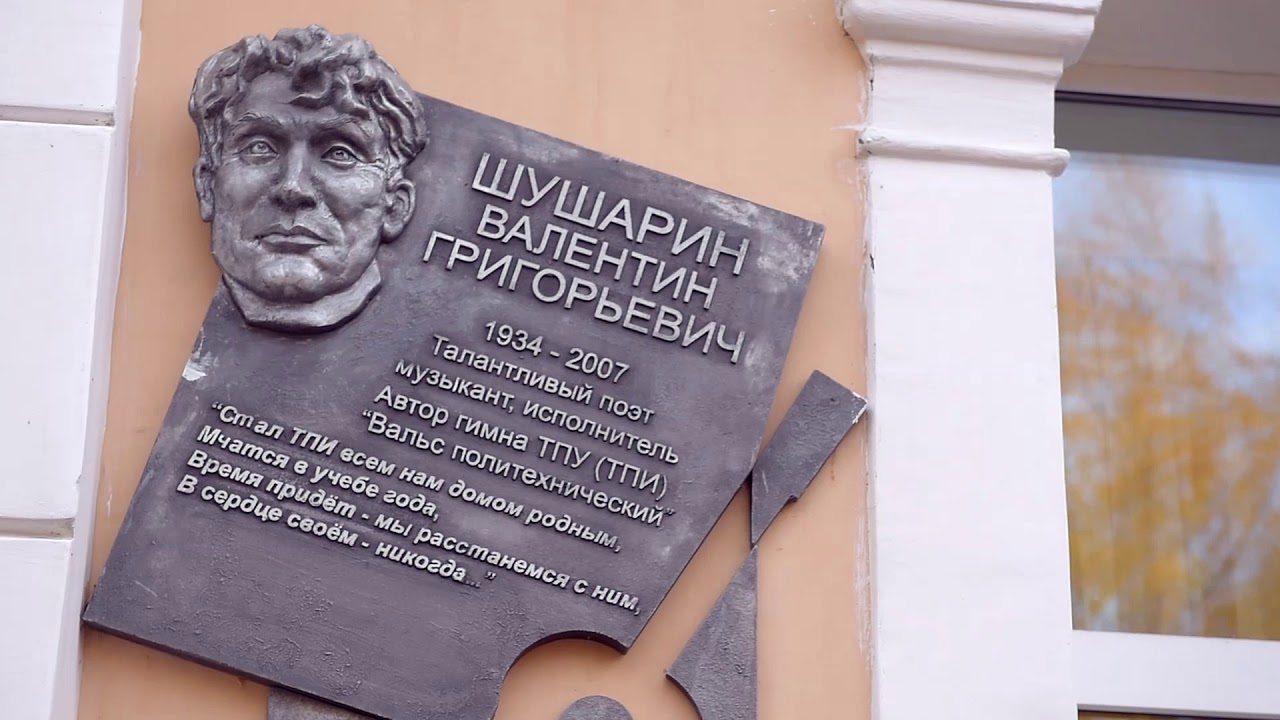 ШУШАРИН
ВАЛЕНТИН
ГРИГОРЬЕВИЧ
1934 - 2007
Талантливый поэт
музыкант, исполнитель
Автор гимна ТПУ (ТПИ)
“Вальс политехнический”
“Стал ТПИ всем нам домом родным,
Мчатся в учебе года,
Время придёт - мы расстанемся с ним,
В сердце своём - никогда...”